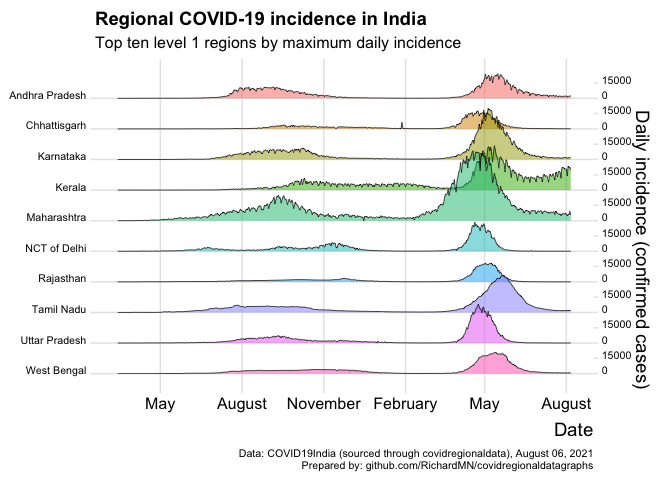 Regional COVID-19 incidence in India
Top ten level 1 regions by maximum daily incidence
Andhra Pradesh
15000
0
Chhattisgarh
15000
0
Karnataka
15000
0
Kerala
15000
0
Maharashtra
15000
0
NCT of Delhi
15000
0
Rajasthan
15000
0
Tamil Nadu
15000
0
Uttar Pradesh
15000
0
West Bengal
15000
0
Daily incidence (confirmed cases)
May August November February May August
Date
Data: COVID19India (sourced through covidregionaldata), August 06, 2021
Prepared by: github.com/RichardMN/covidregionaldatagraphs